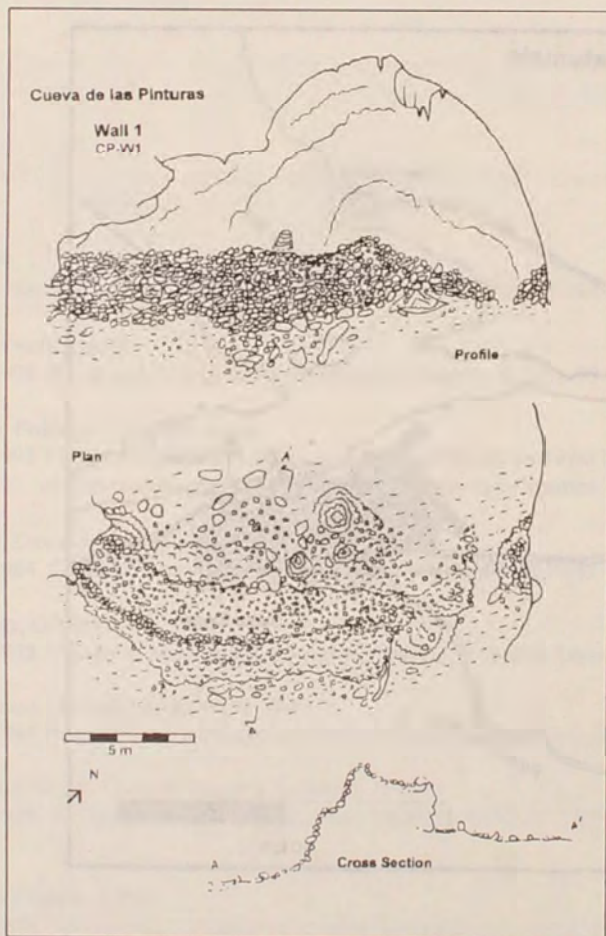 Cueva de las Pinturas
Wall 1
CP-W1
Profile
Plan
A'
5 m
N
A
A'
Cross Section